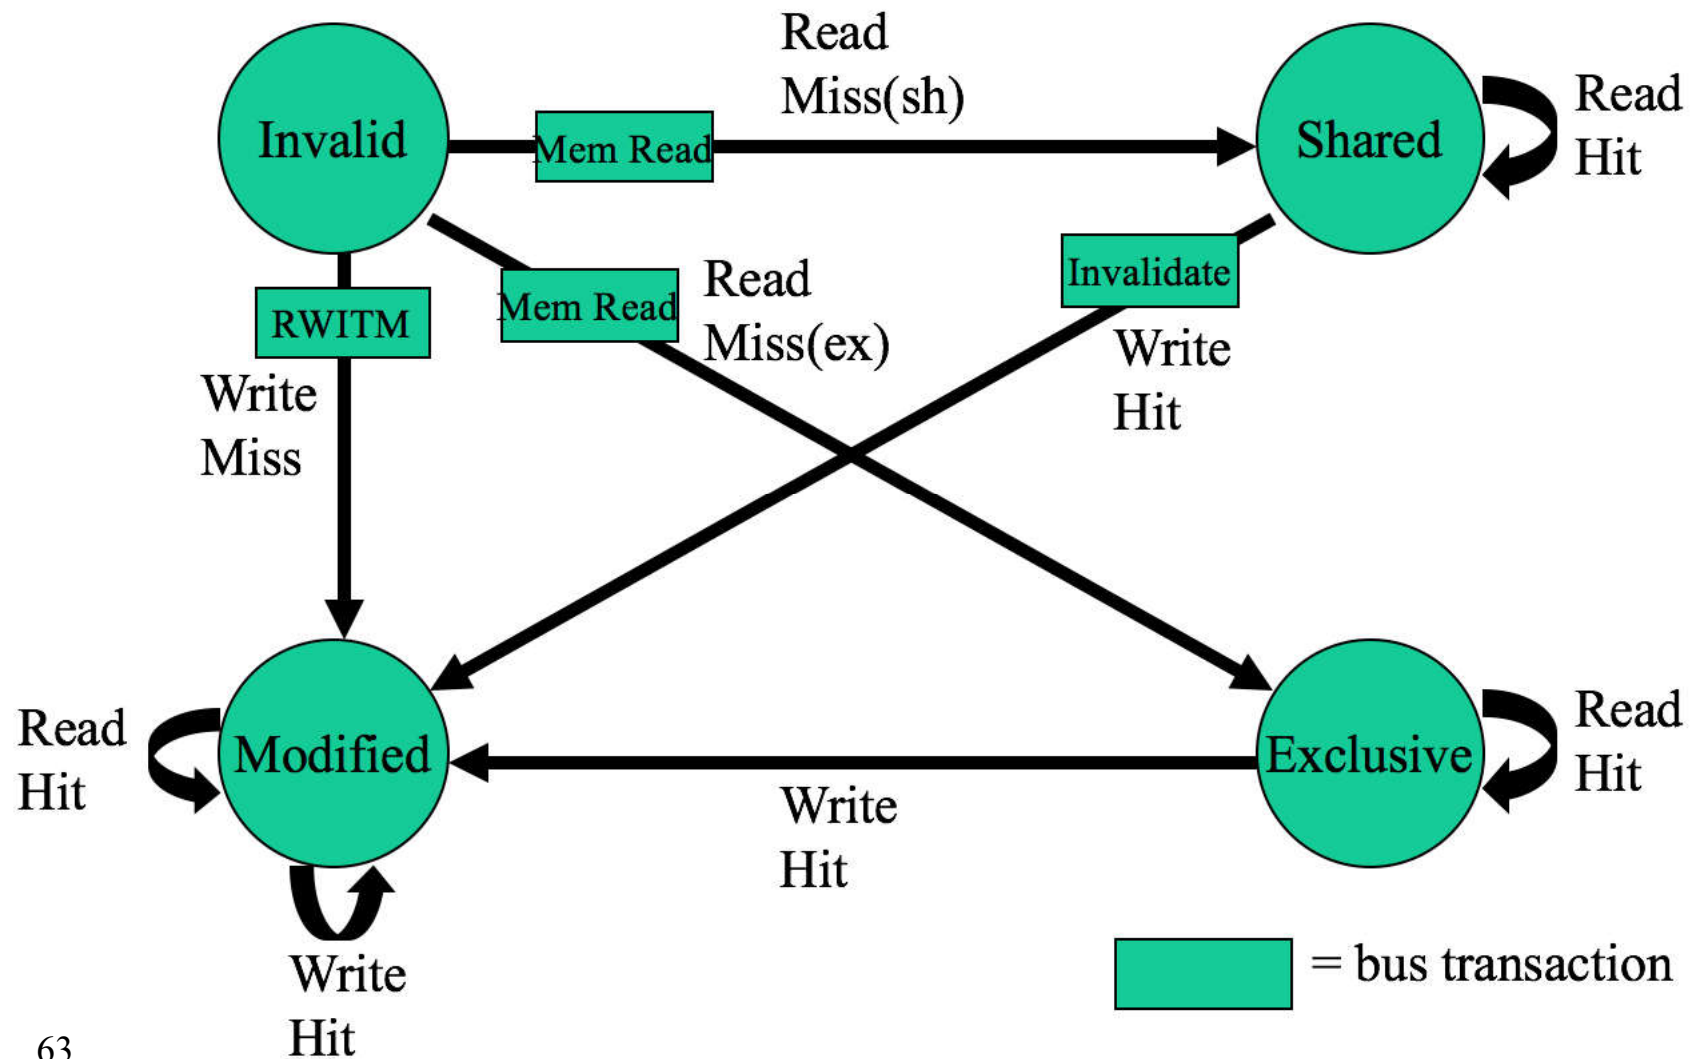 Read
Miss(sh)
Invalid
Mem Read
Shared
Read
Hit
RWITM
Mem Read
Read
Miss(ex)
Invalidate
Write
Hit
Write
Miss
Read
Hit
Modified
Write
Hit
Exclusive
Read
Hit
Write
Hit
= bus transaction
63